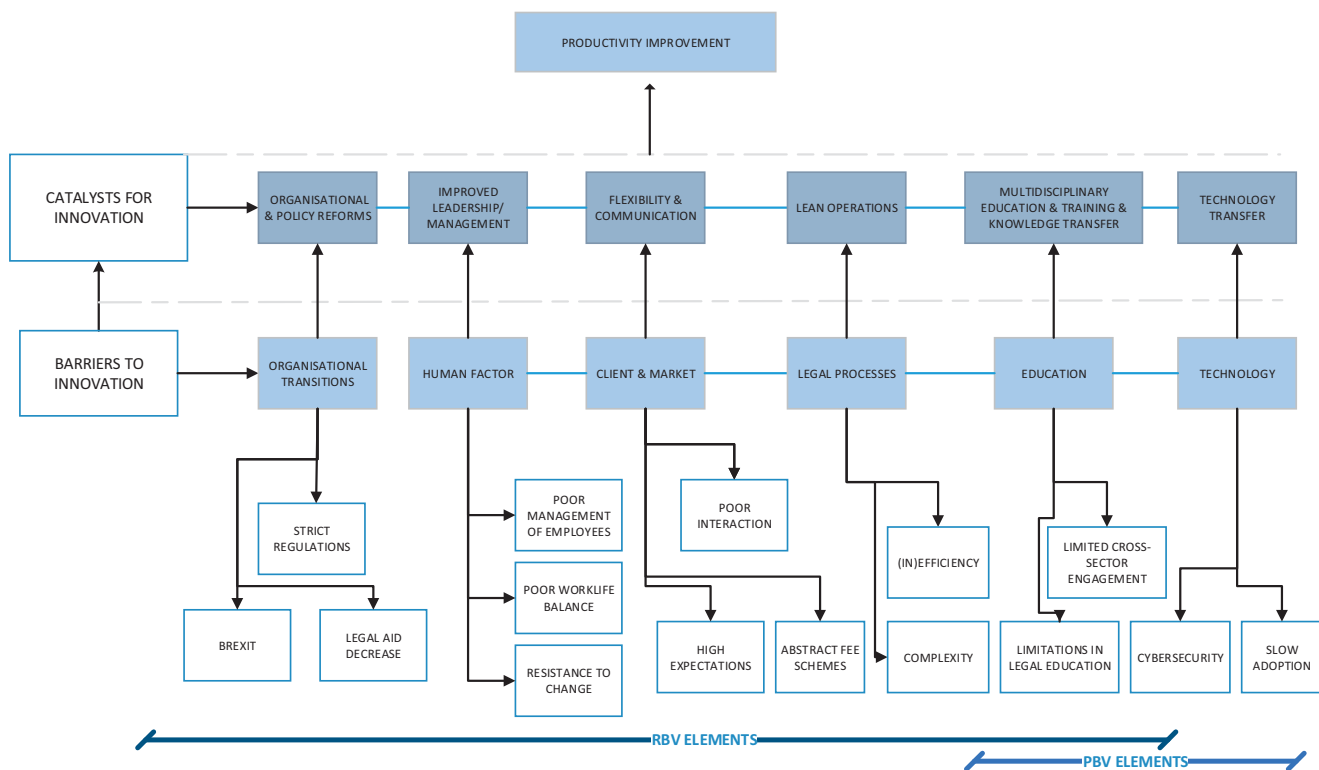 PRODUCTIVITY IMPROVEMENT
CATALYSTS FOR
INNOVATION
ORGANISATIONAL
& POLICY REFORMS
IMPROVED
LEADERSHIP/
MANAGEMENT
FLEXIBILITY &
COMMUNICATION
LEAN OPERATIONS
MULTIDISCIPLINARY
EDUCATION & TRAINING &
KNOWLEDGE TRANSFER
TECHNOLOGY
TRANSFER
BARRIERS TO
INNOVATION
ORGANISATIONAL
TRANSITIONS
HUMAN FACTOR
CLIENT & MARKET
LEGAL PROCESSES
EDUCATION
TECHNOLOGY
STRICT
REGULATIONS
BREXIT
LEGAL AID
DECREASE
POOR
MANAGEMENT
OF EMPLOYEES
POOR WORKLIFE
BALANCE
RESISTANCE TO
CHANGE
POOR
INTERACTION
HIGH
EXPECTATIONS
ABSTRACT FEE
SCHEMES
(IN)EFFICIENCY
COMPLEXITY
LIMITED CROSS-
SECTOR
ENGAGEMENT
LIMITATIONS IN
LEGAL EDUCATION
CYBERSECURITY
SLOW
ADOPTION
RBV ELEMENTS
PBV ELEMENTS